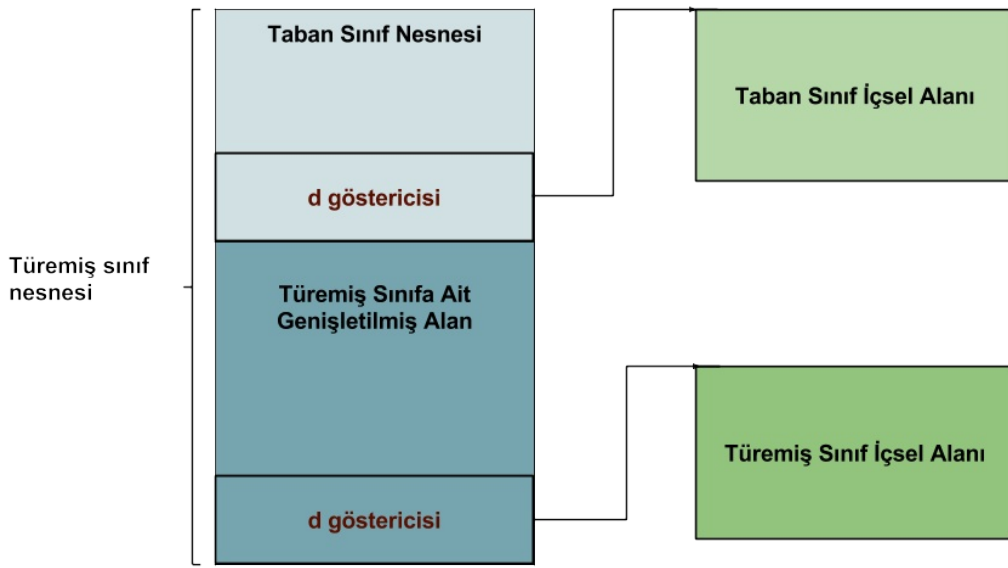 Taban Sınıf Nesnesi
Taban Sınıf İçsel Alanı
d göstericisi
Türemiş sınıf
nesnesi
Türemiş Sınıfa Ait
Genişletilmiş Alan
Türemiş Sınıf İçsel Alanı
d göstericisi